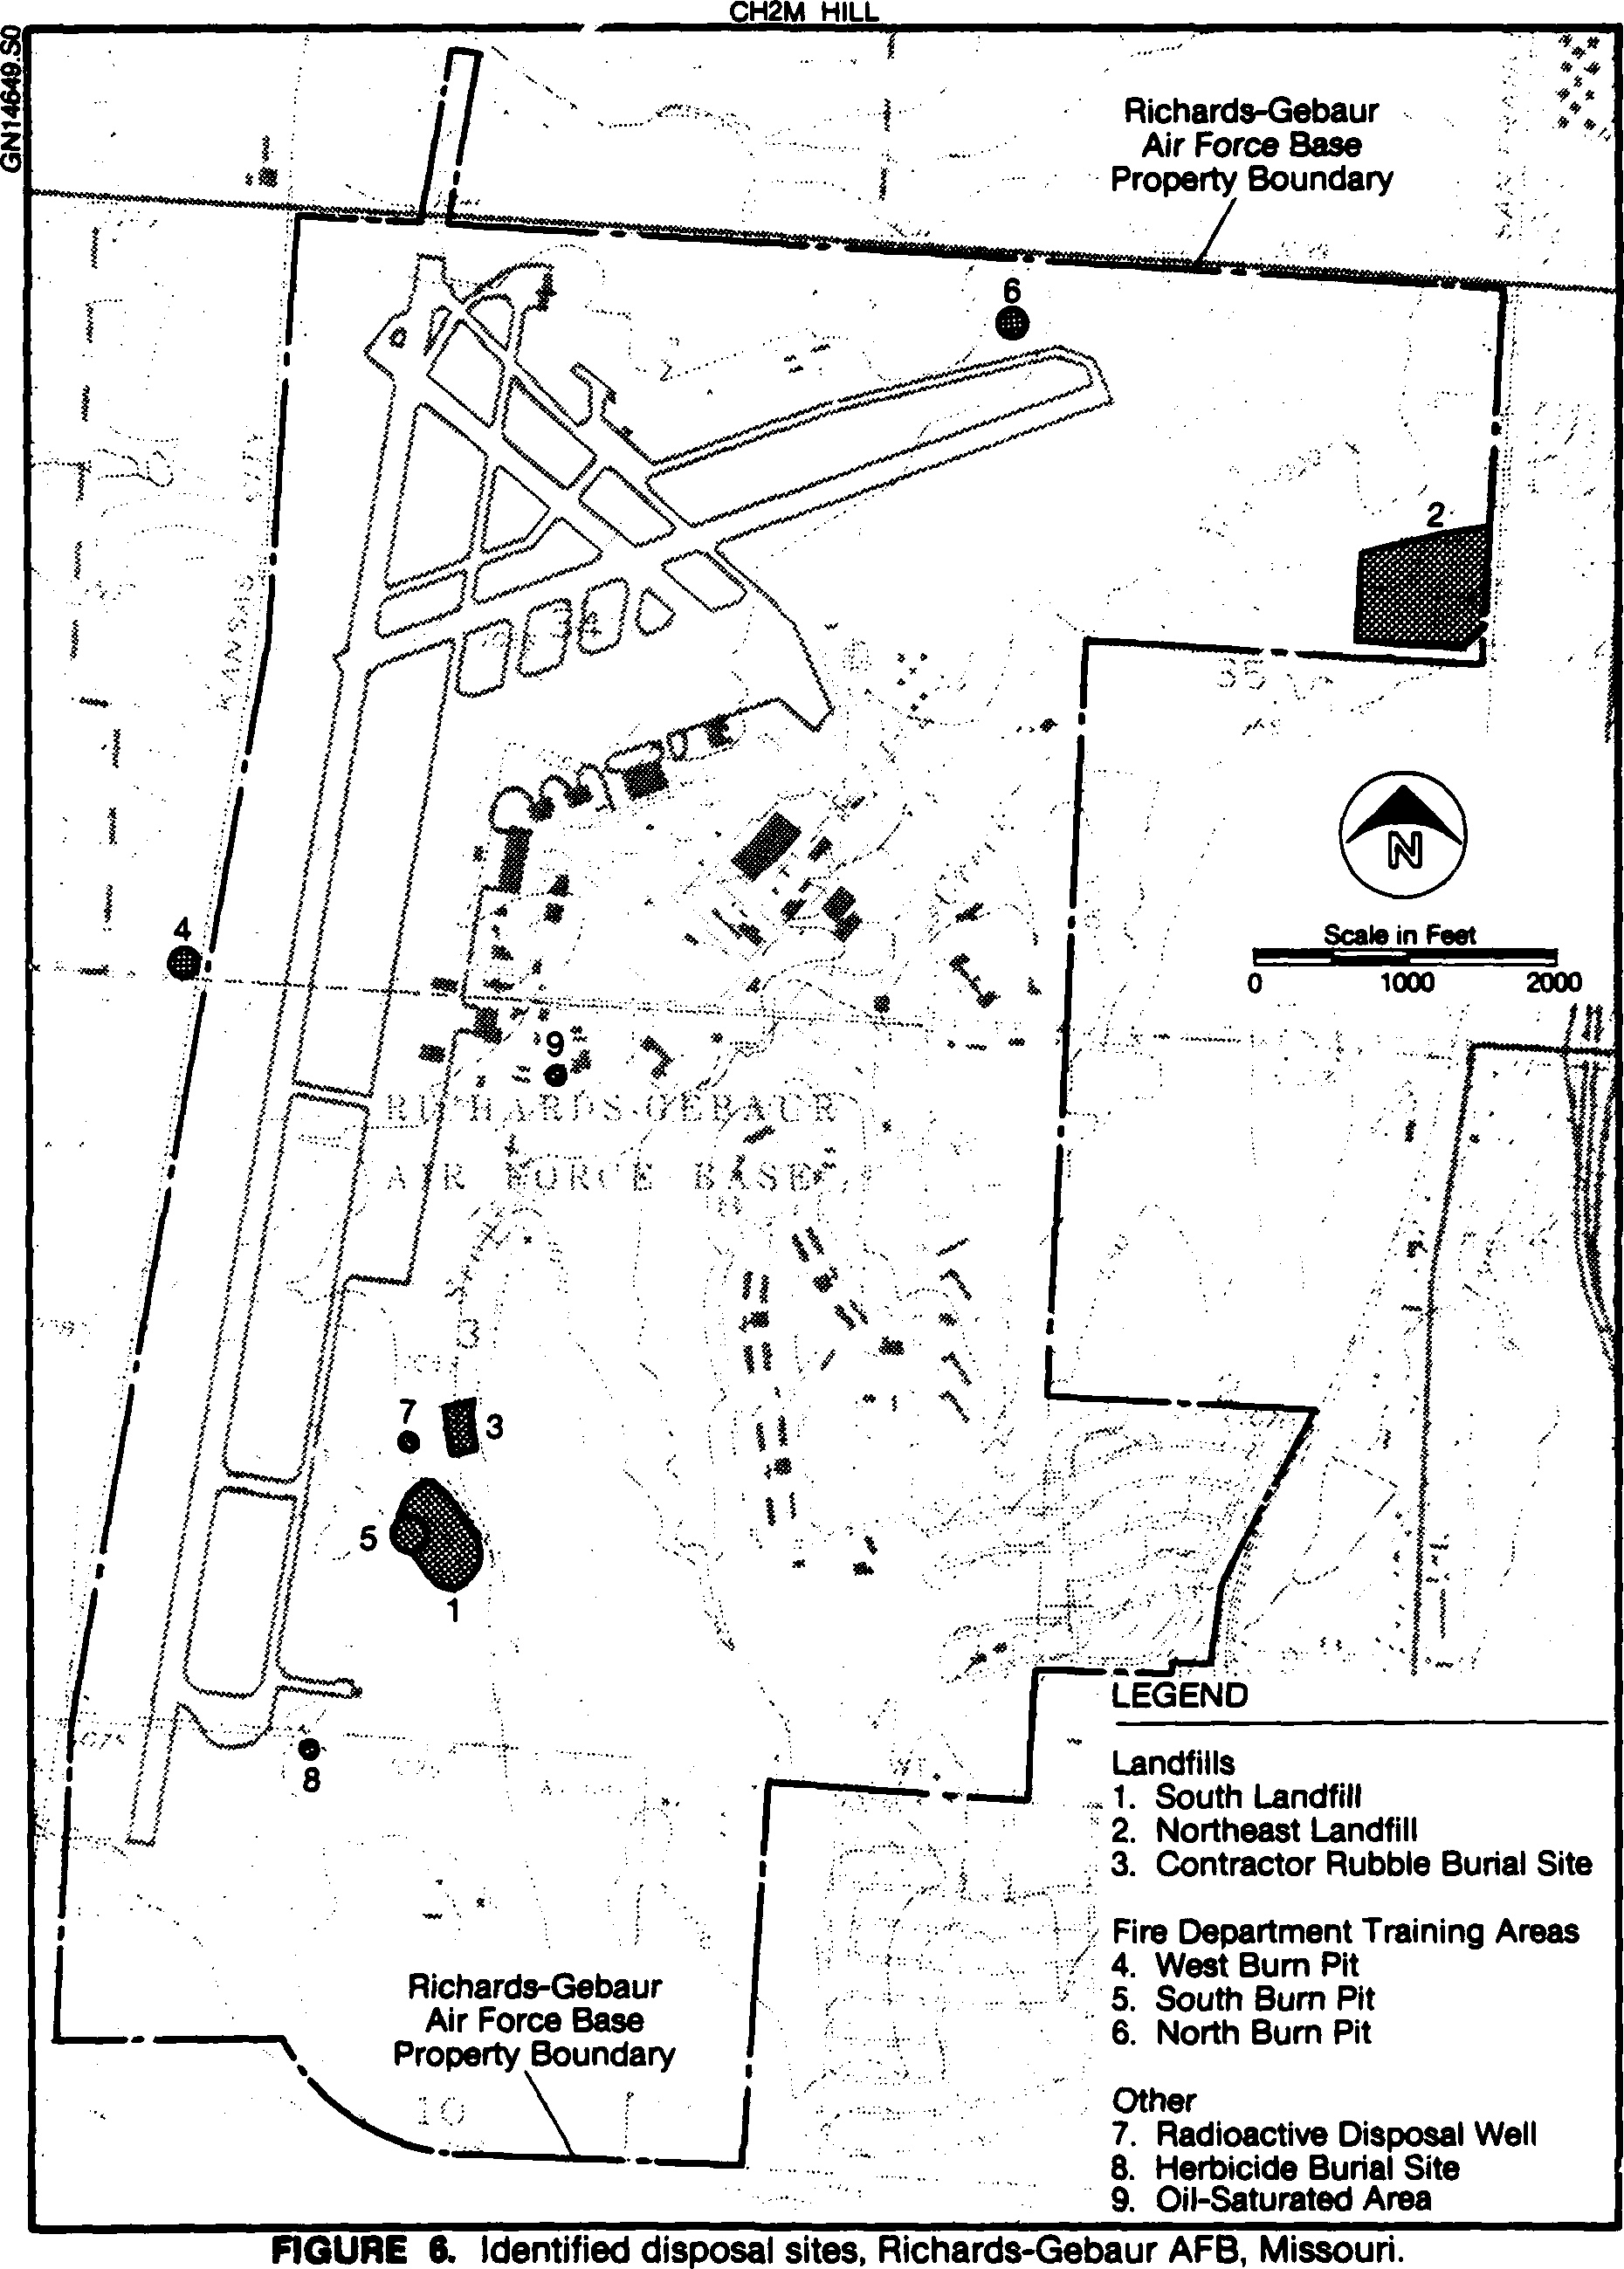 CH2M HILL
GN14649.S0
Richards-Gebaur
Air Force Base
Property Boundary
6
2
KANSAS CITY
34
35
N
Scale in Feet
0 1000 2000
4
9
RICHARDS-GEBAUR
AIR FORCE BASE
3
7
3
5
1
8
LEGEND
Landfills
1. South Landfill
2. Northeast Landfill
3. Contractor Rubble Burial Site
Fire Department Training Areas
4. West Burn Pit
5. South Burn Pit
6. North Burn Pit
Other
7. Radioactive Disposal Well
8. Herbicide Burial Site
9. Oil-Saturated Area
Richards-Gebaur
Air Force Base
Property Boundary
10
FIGURE 6. Identified disposal sites, Richards-Gebaur AFB, Missouri.